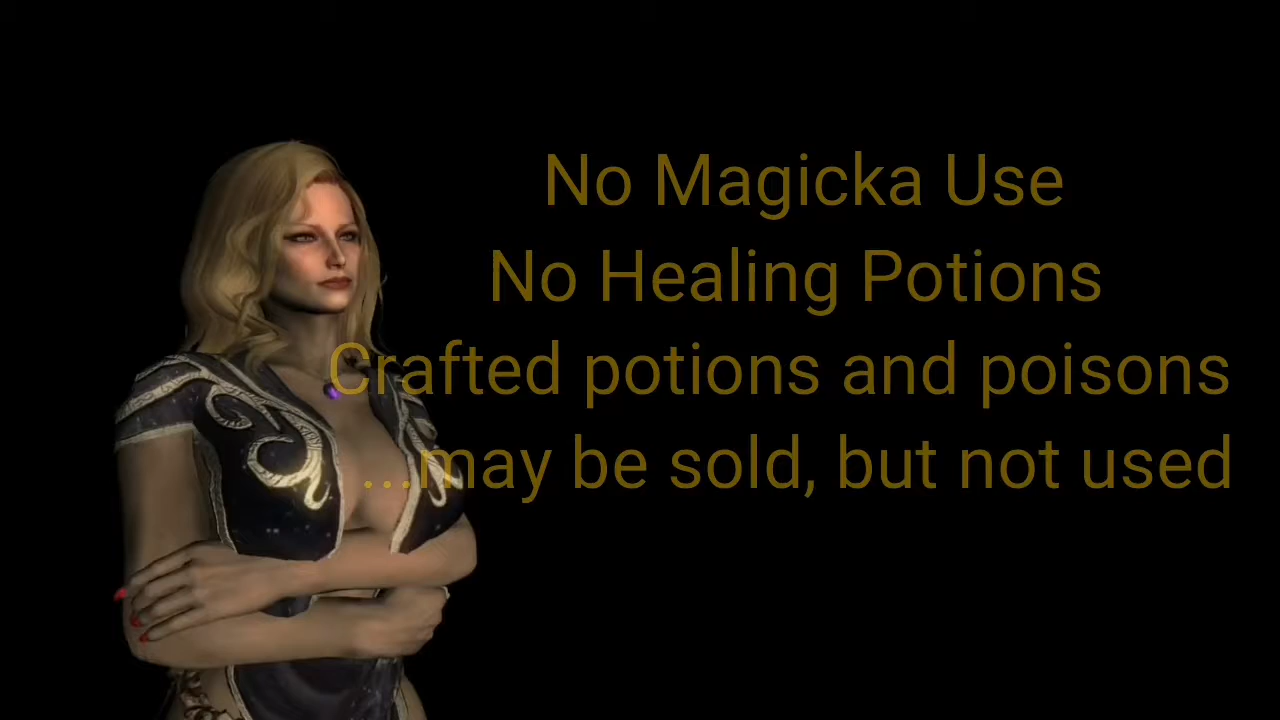 No Magicka Use
No Healing Potions
Crafted potions and poisons
...may be sold, but not used